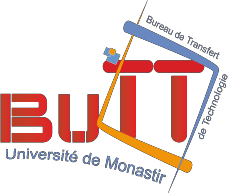 Bureau de Transfert
de Technologie
BuTT
Université de Monastir